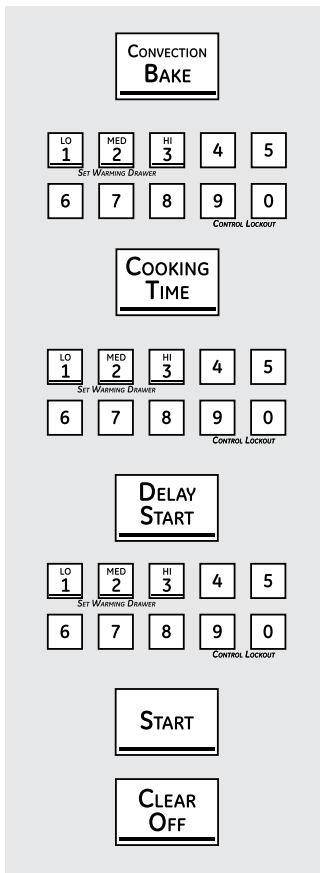 CONVECTION
BAKE
LO MED HI
1 2 3 4 5
SET WARMING DRAWER
6 7 8 9 0
CONTROL LOCKOUT
COOKING
TIME
LO MED HI
1 2 3 4 5
SET WARMING DRAWER
6 7 8 9 0
CONTROL LOCKOUT
DELAY
START
LO MED HI
1 2 3 4 5
SET WARMING DRAWER
6 7 8 9 0
CONTROL LOCKOUT
START
CLEAR
OFF